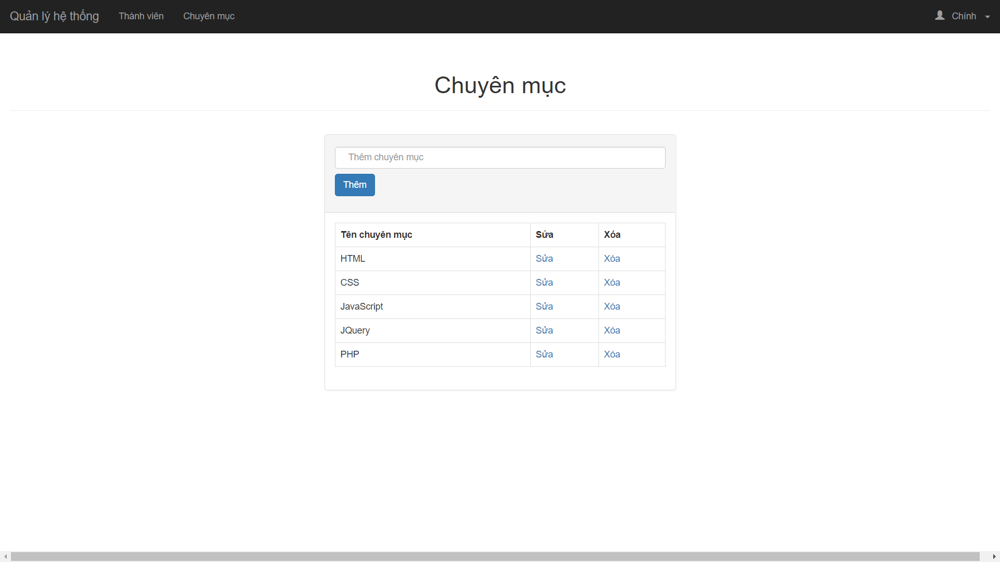 Quản lý hệ thống Thành viên Chuyên mục Chính
Chuyên mục
Thêm chuyên mục
Thêm
Tên chuyên mục Sửa Xóa
HTML Sửa Xóa
CSS Sửa Xóa
JavaScript Sửa Xóa
JQuery Sửa Xóa
PHP Sửa Xóa